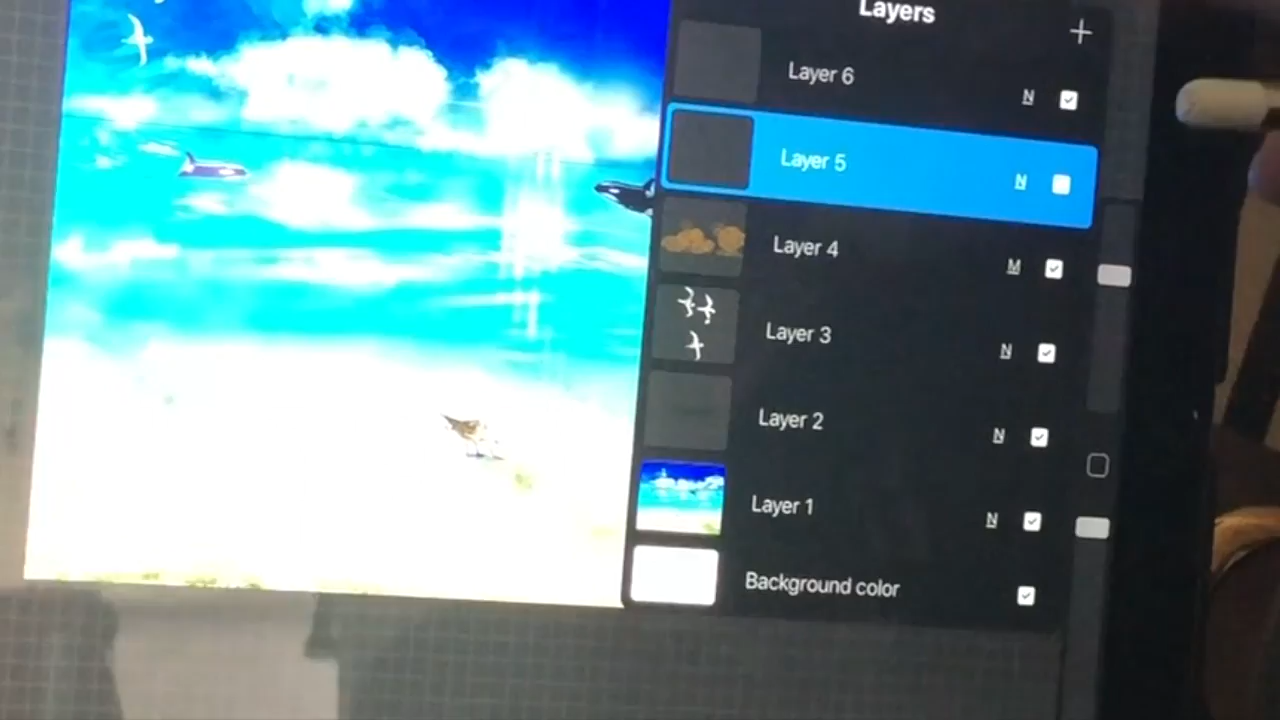 Layers
Layer 6
N
Layer 5
N
Layer 4
M
Layer 3
N
Layer 2
N
Layer 1
N
Background color